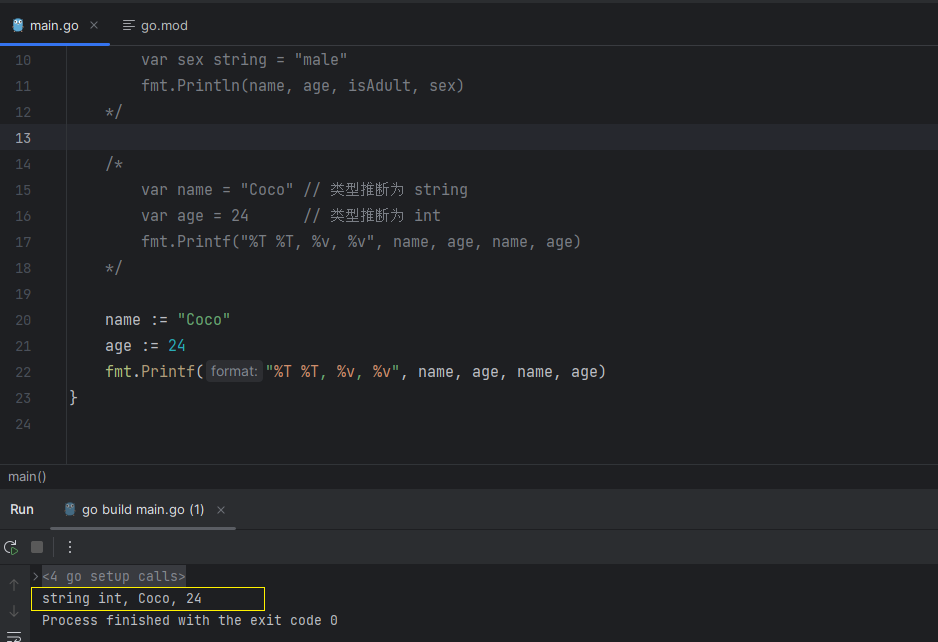 main.go × go.mod
10 var sex string = "male"
11 fmt.Println(name, age, isAdult, sex)
12 */
13
14 /*
15 var name = "Coco" // 类型推断为 string
16 var age = 24 // 类型推断为 int
17 fmt.Printf("%T %T, %v, %v", name, age, name, age)
18 */
19
20 name := "Coco"
21 age := 24
22 fmt.Printf( format: "%T %T, %v, %v", name, age, name, age)
23 }
24
main()
Run go build main.go (1) ×
<4 go setup calls>
string int, Coco, 24
Process finished with the exit code 0